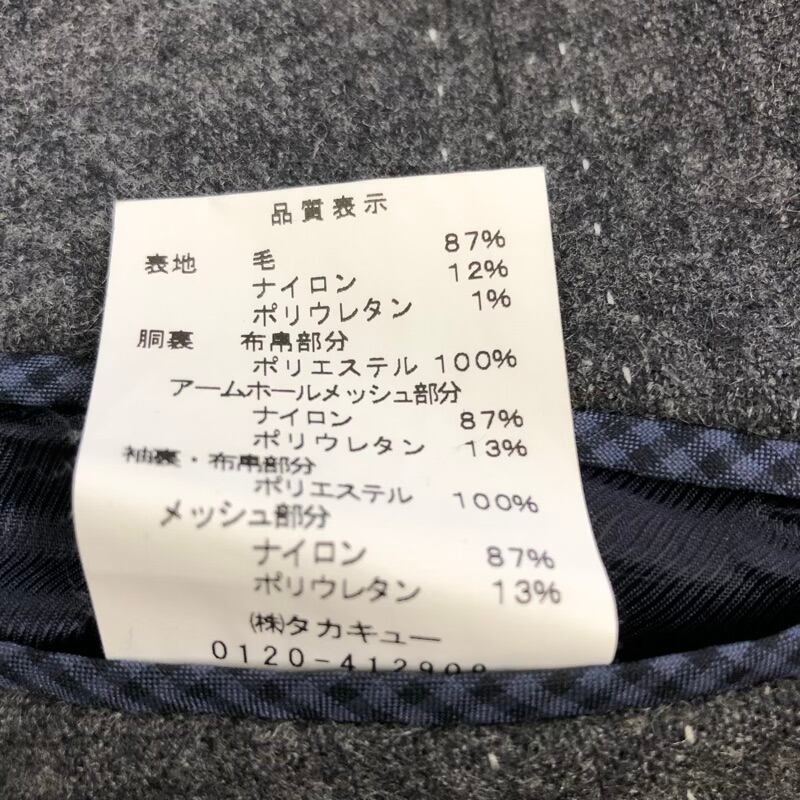 品質表示
表地 毛 87%
ナイロン 12%
ポリウレタン 1%
胴裏 布帛部分
ポリエステル 100%
アームホールメッシュ部分
ナイロン 87%
ポリウレタン 13%
袖裏・布帛部分
ポリエステル 100%
メッシュ部分
ナイロン 87%
ポリウレタン 13%
㈱タカキュー
0120-412908